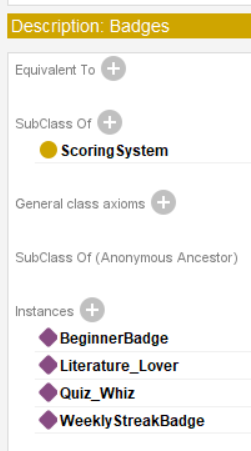 Description: Badges
Equivalent To
SubClass Of
ScoringSystem
General class axioms
SubClass Of (Anonymous Ancestor)
Instances
BeginnerBadge
Literature_Lover
Quiz_Whiz
WeeklyStreakBadge